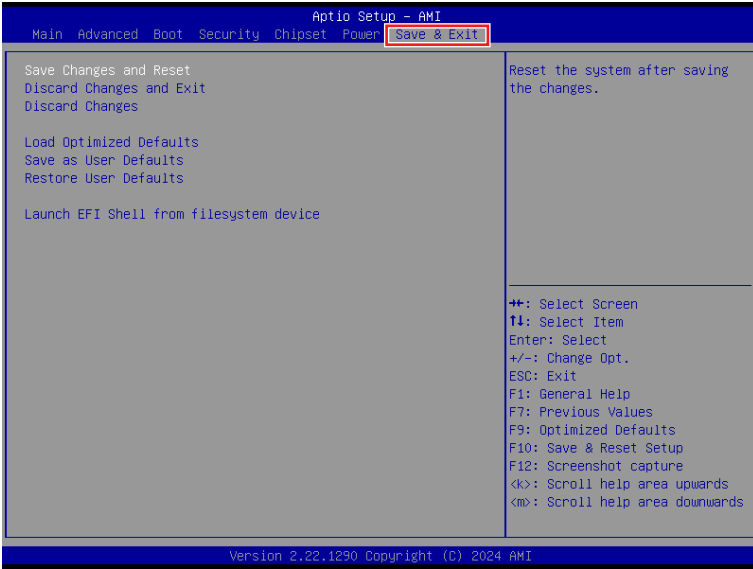 Aptio Setup – AMI
Main Advanced Boot Security Chipset Power Save & Exit
Save Changes and Reset
Discard Changes and Exit
Discard Changes
Load Optimized Defaults
Save as User Defaults
Restore User Defaults
Launch EFI Shell from filesystem device
Reset the system after saving
the changes.
→←: Select Screen
↑↓: Select Item
Enter: Select
+/-: Change Opt.
ESC: Exit
F1: General Help
F7: Previous Values
F9: Optimized Defaults
F10: Save & Reset Setup
F12: Screenshot capture
<k>: Scroll help area upwards
<m>: Scroll help area downwards
Version 2.22.1290 Copyright (C) 2024 AMI